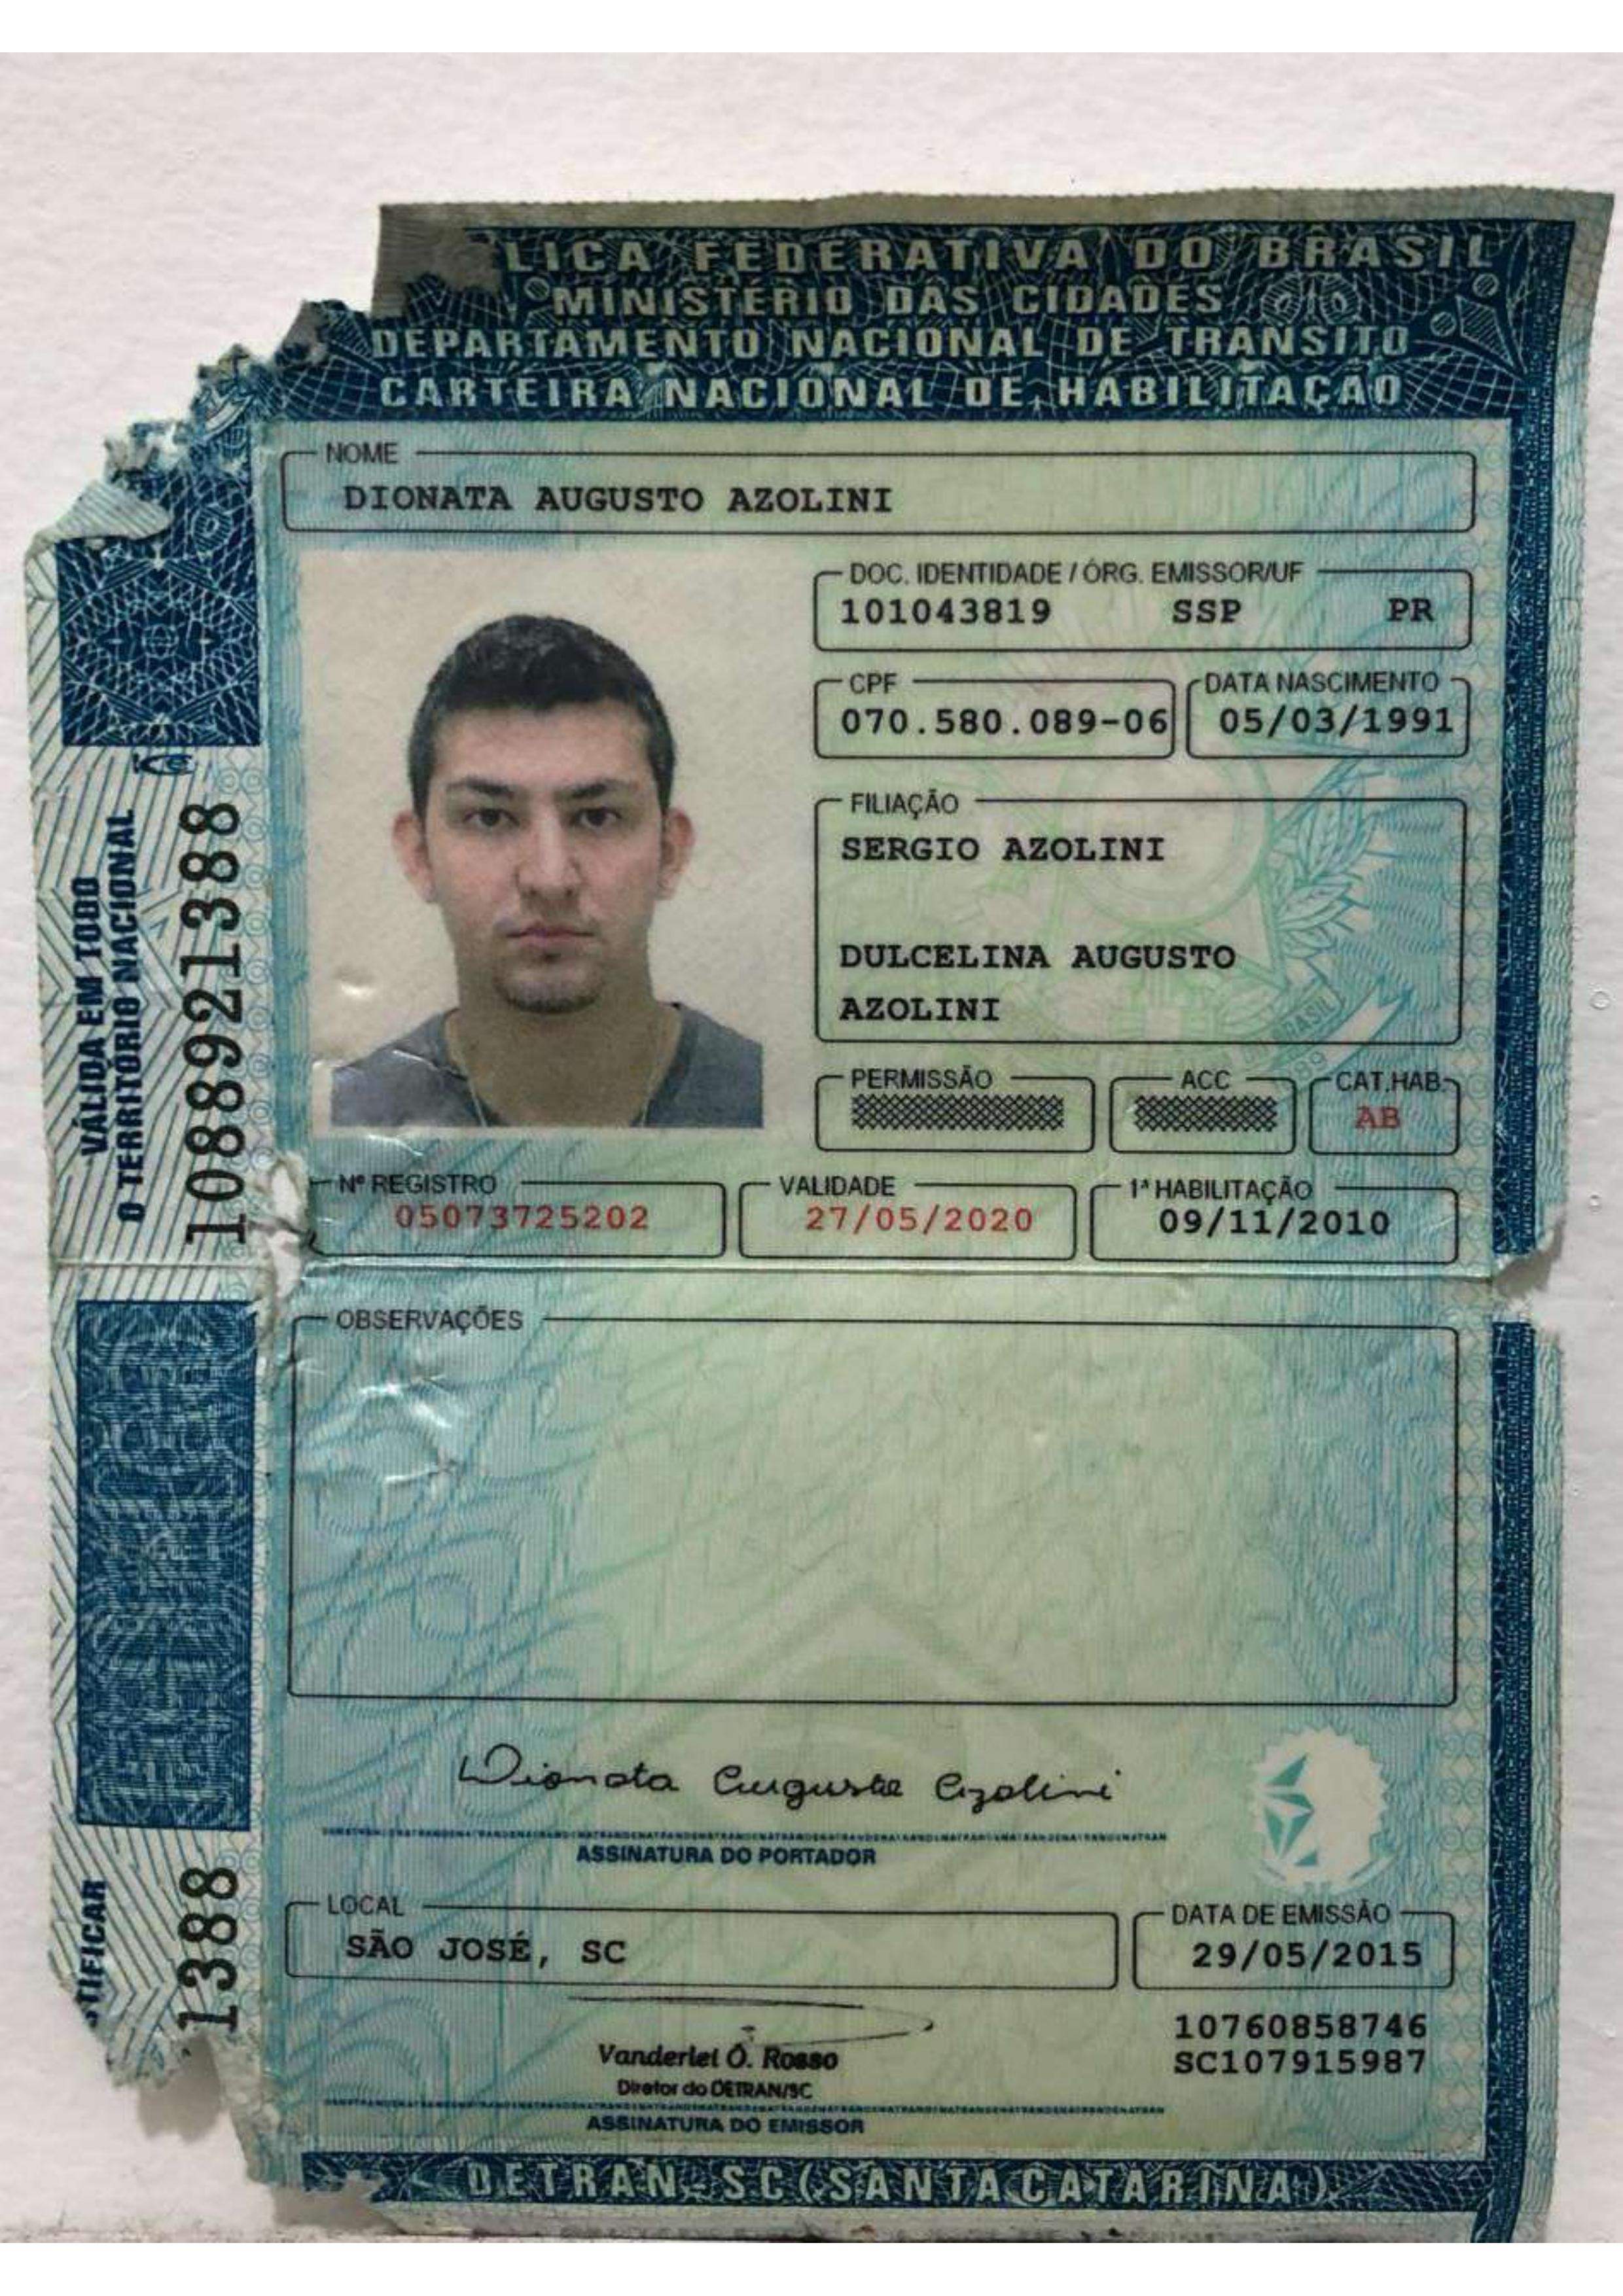 LICA FEDERATIVA DO BRASIL
MINISTÉRIO DAS CIDADES
DEPARTAMENTO NACIONAL DE TRÂNSITO
CARTEIRA NACIONAL DE HABILITAÇÃO
NOME
DIONATA AUGUSTO AZOLINI
DOC. IDENTIDADE / ÓRG. EMISSOR/UF
101043819 SSP PR
CPF DATA NASCIMENTO
070.580.089-06 05/03/1991
FILIAÇÃO
SERGIO AZOLINI
DULCELINA AUGUSTO
AZOLINI
PERMISSÃO ACC CAT.HAB.
AB
Nº REGISTRO VALIDADE 1ª HABILITAÇÃO
05073725202 27/05/2020 09/11/2010
VÁLIDA EM TODO
O TERRITÓRIO NACIONAL
1088921388
OBSERVAÇÕES
Dionata Augusto Azolini
ASSINATURA DO PORTADOR
LOCAL DATA DE EMISSÃO
SÃO JOSÉ, SC 29/05/2015
10760858746
SC107915987
Vanderlei O. Rosso
Diretor do DETRAN/SC
ASSINATURA DO EMISSOR
TIFICAR
1388
DETRAN-SC (SANTA CATARINA)